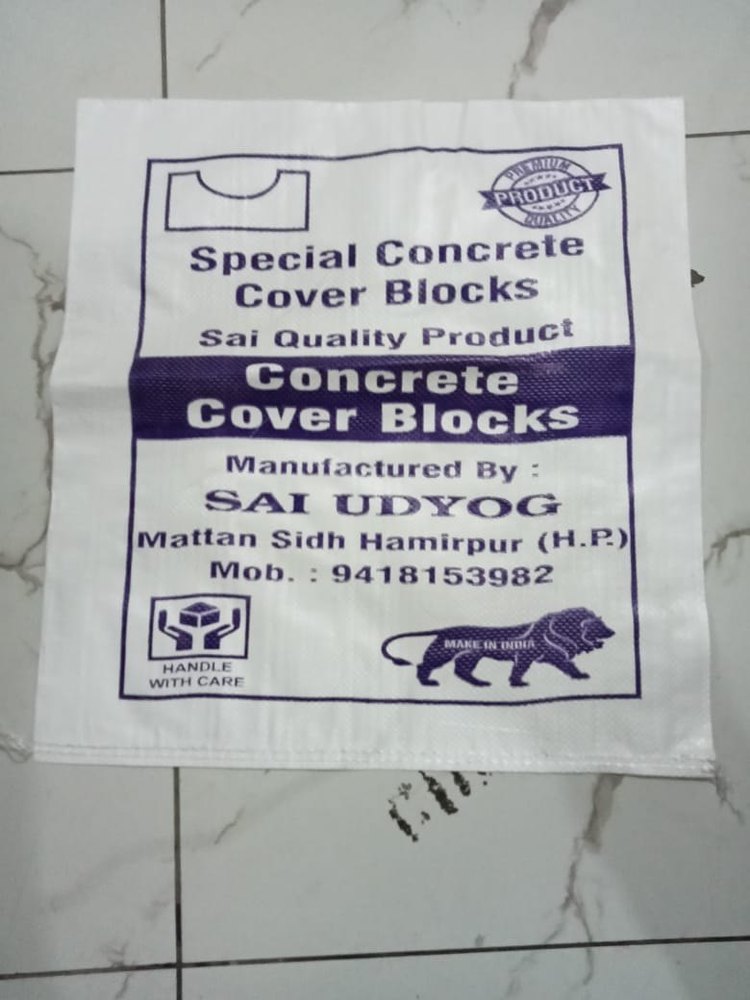 PREMIUM
PRODUCT
QUALITY
Special Concrete
Cover Blocks
Sai Quality Product
Concrete
Cover Blocks
Manufactured By :
SAI UDYOG
Mattan Sidh Hamirpur (H.P.)
Mob. : 9418153982
HANDLE
WITH CARE
MAKE IN INDIA